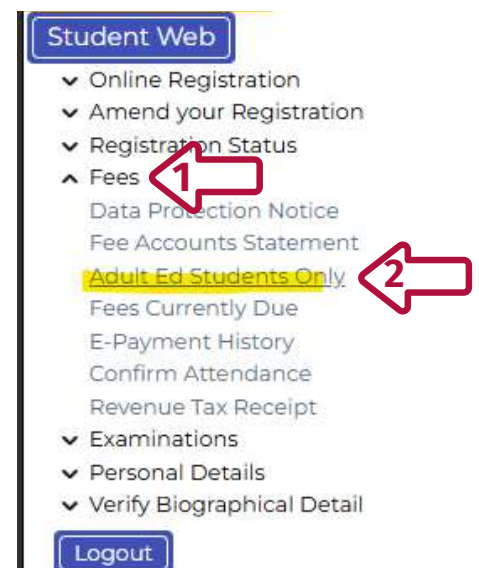 Student Web
Online Registration
Amend your Registration
Registration Status
Fees 1
Data Protection Notice
Fee Accounts Statement
Adult Ed Students Only 2
Fees Currently Due
E-Payment History
Confirm Attendance
Revenue Tax Receipt
Examinations
Personal Details
Verify Biographical Detail
Logout